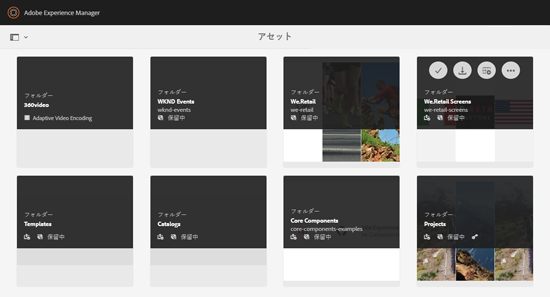 Adobe Experience Manager
アセット
フォルダー
360video
Adaptive Video Encoding
フォルダー
WKND Events
wknd-events
保留中
フォルダー
We.Retail
we-retail
保留中
フォルダー
We.Retail Screens
we-retail-screens
保留中
フォルダー
Templates
保留中
フォルダー
Catalogs
保留中
フォルダー
Core Components
core-components-examples
保留中
フォルダー
Projects
保留中